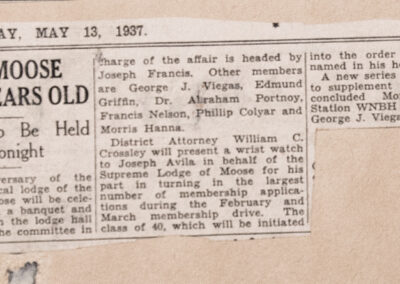 AY, MAY 13, 1937.
MOOSE
EARS OLD
o Be Held
onight
versary of the
cal lodge of the
ose will be cele-
a banquet and
n the lodge hall
he committee in
charge of the affair is headed by
Joseph Francis. Other members
are George J. Viegas, Edmund
Griffin, Dr. Abraham Portnoy,
Francis Nelson, Phillip Colyar and
Morris Hanna.
District Attorney William C.
Crossley will present a wrist watch
to Joseph Avila in behalf of the
Supreme Lodge of Moose for his
part in turning in the largest
number of membership applica-
tions during the February and
March membership drive. The
class of 40, which will be initiated
into the order
named in his ho
A new series
to supplement
concluded Mo
Station WNBH
George J. Viega